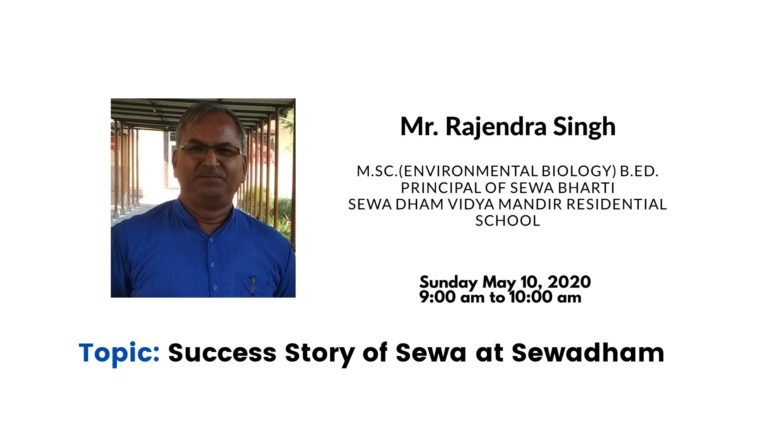 Mr. Rajendra Singh
M.SC.(ENVIRONMENTAL BIOLOGY) B.ED.
PRINCIPAL OF SEWA BHARTI
SEWA DHAM VIDYA MANDIR RESIDENTIAL
SCHOOL
Sunday May 10, 2020
9:00 am to 10:00 am
Topic: Success Story of Sewa at Sewadham